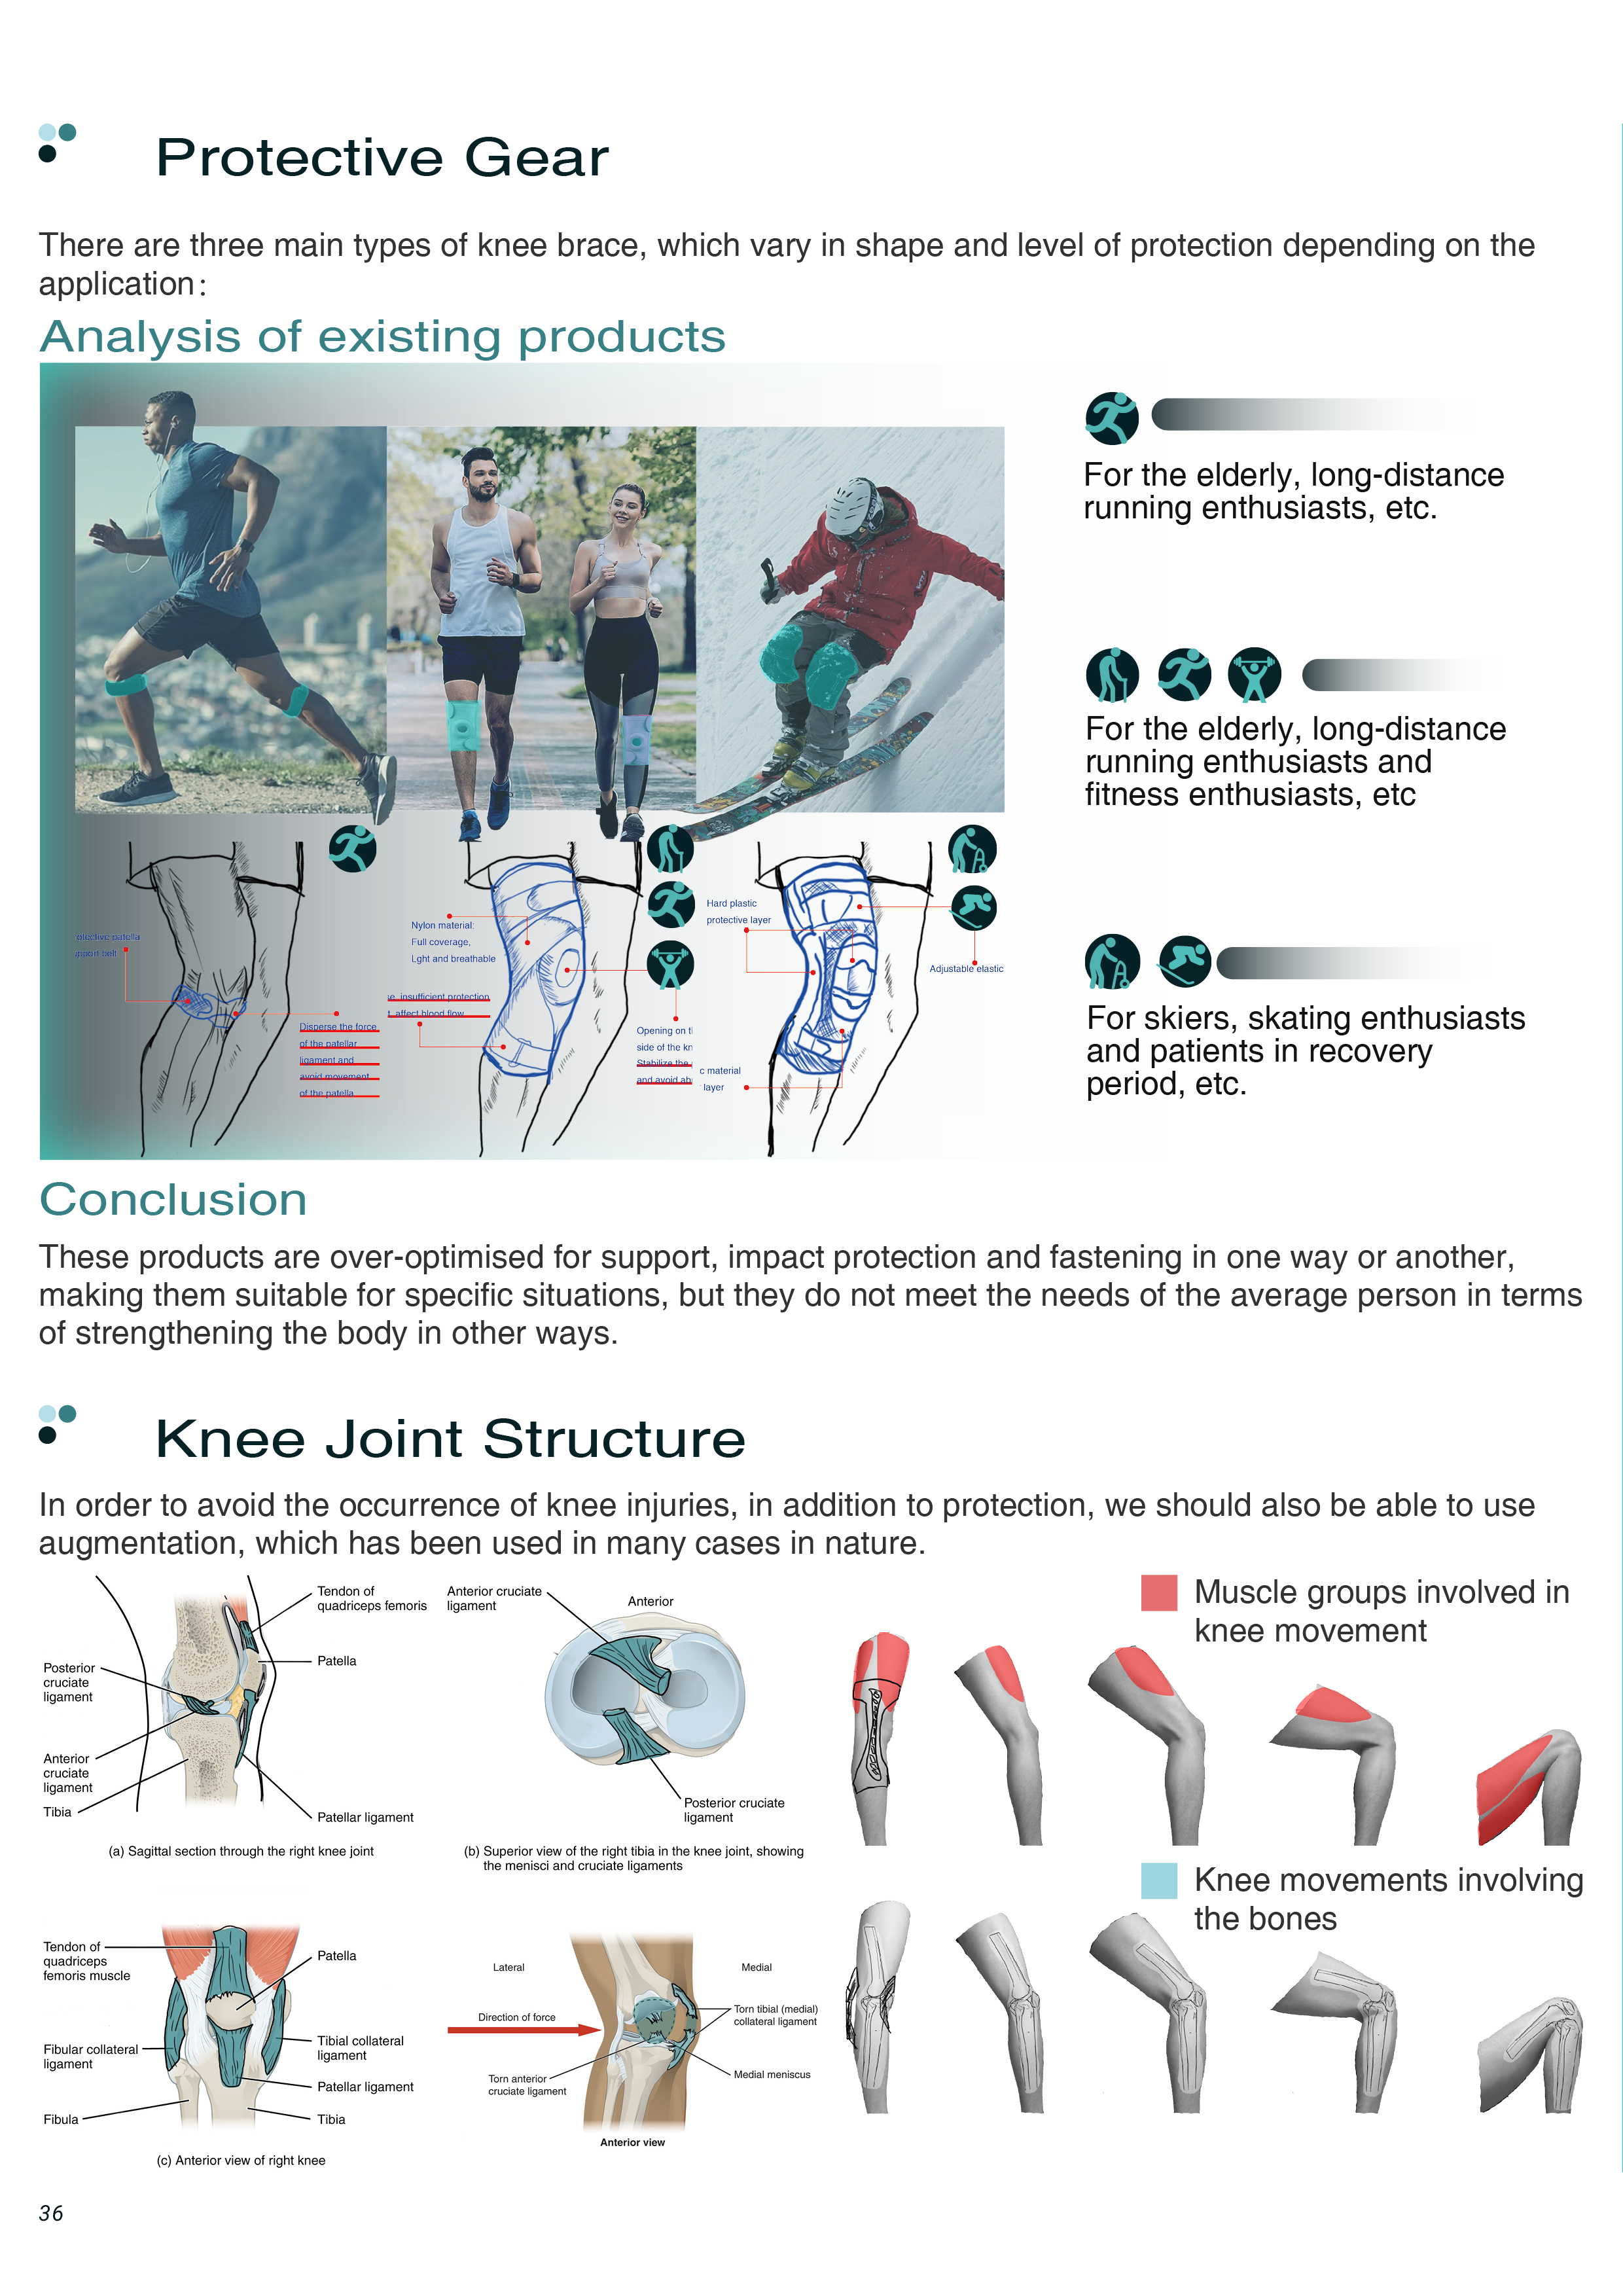 Protective Gear
There are three main types of knee brace, which vary in shape and level of protection depending on the
application:
Analysis of existing products
For the elderly, long-distance
running enthusiasts, etc.
For the elderly, long-distance
running enthusiasts and
fitness enthusiasts, etc
For skiers, skating enthusiasts
and patients in recovery
period, etc.
otective patella
pport belt
Disperse the force
of the patellar
ligament and
avoid movement
of the patella
Nylon material:
Full coverage,
Lght and breathable
insufficient protection
affect blood flow
Opening on
side of the kn
Stabilize the
and avoid ab
Hard plastic
protective layer
Adjustable elastic
c material
layer
Conclusion
These products are over-optimised for support, impact protection and fastening in one way or another,
making them suitable for specific situations, but they do not meet the needs of the average person in terms
of strengthening the body in other ways.
Knee Joint Structure
In order to avoid the occurrence of knee injuries, in addition to protection, we should also be able to use
augmentation, which has been used in many cases in nature.
Tendon of
quadriceps femoris
Patella
Posterior
cruciate
ligament
Anterior
cruciate
ligament
Tibia
Patellar ligament
(a) Sagittal section through the right knee joint
Anterior cruciate
ligament
Anterior
Posterior cruciate
ligament
(b) Superior view of the right tibia in the knee joint, showing
the menisci and cruciate ligaments
Muscle groups involved in
knee movement
Knee movements involving
the bones
Tendon of
quadriceps
femoris muscle
Patella
Fibular collateral
ligament
Tibial collateral
ligament
Patellar ligament
Fibula
Tibia
(c) Anterior view of right knee
Lateral
Medial
Direction of force
Torn tibial (medial)
collateral ligament
Torn anterior
cruciate ligament
Medial meniscus
Anterior view
36